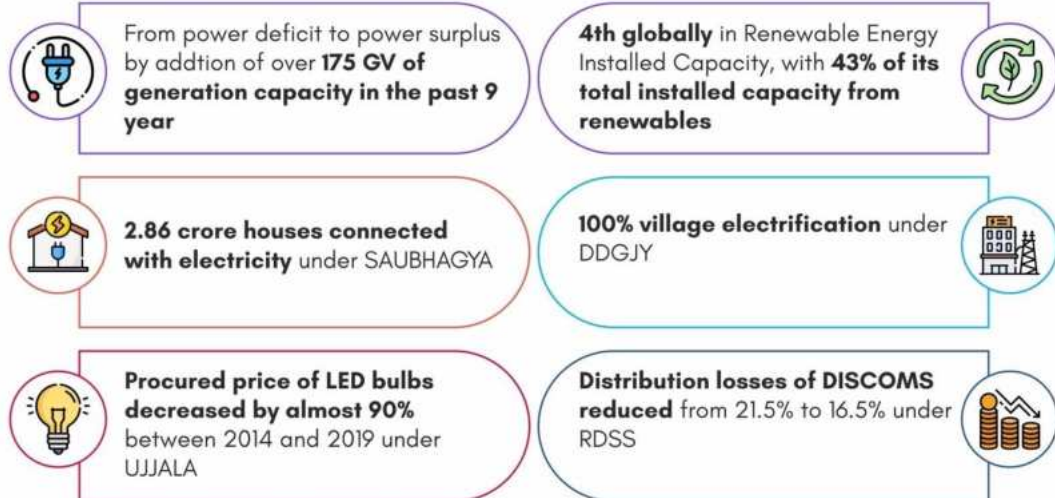 From power deficit to power surplus
by addtion of over 175 GV of
generation capacity in the past 9
year
4th globally in Renewable Energy
Installed Capacity, with 43% of its
total installed capacity from
renewables
2.86 crore houses connected
with electricity under SAUBHAGYA
100% village electrification under
DDGJY
Procured price of LED bulbs
decreased by almost 90%
between 2014 and 2019 under
UJJALA
Distribution losses of DISCOMS
reduced from 21.5% to 16.5% under
RDSS